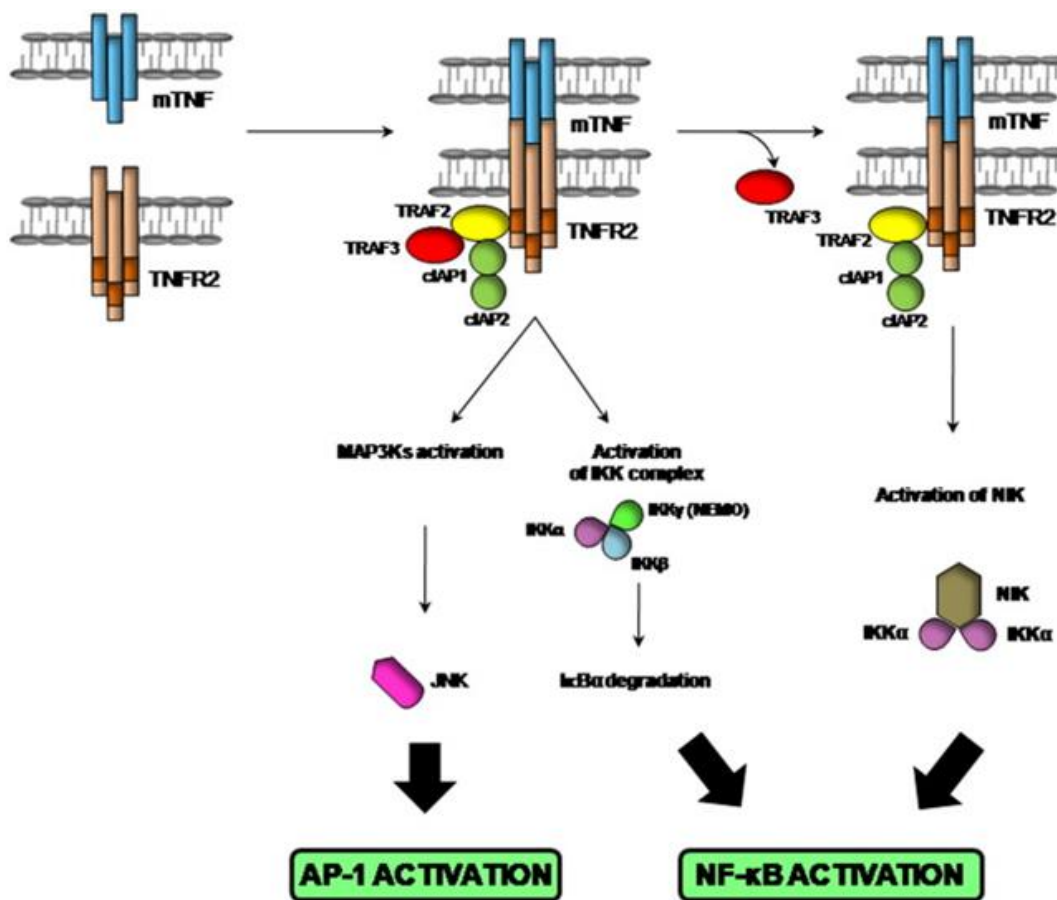 mTNF
TNFR2
mTNF
TRAF2
TNFR2
TRAF3
cIAP1
cIAP2
TRAF3
mTNF
TNFR2
TRAF2
cIAP1
cIAP2
MAP3Ks activation
Activation
of IKK complex
IKKγ (NEMO)
IKKα
IKKβ
Activation of NIK
NIK
IKKα
IKKα
JNK
IκBα degradation
AP-1 ACTIVATION
NF-κB ACTIVATION